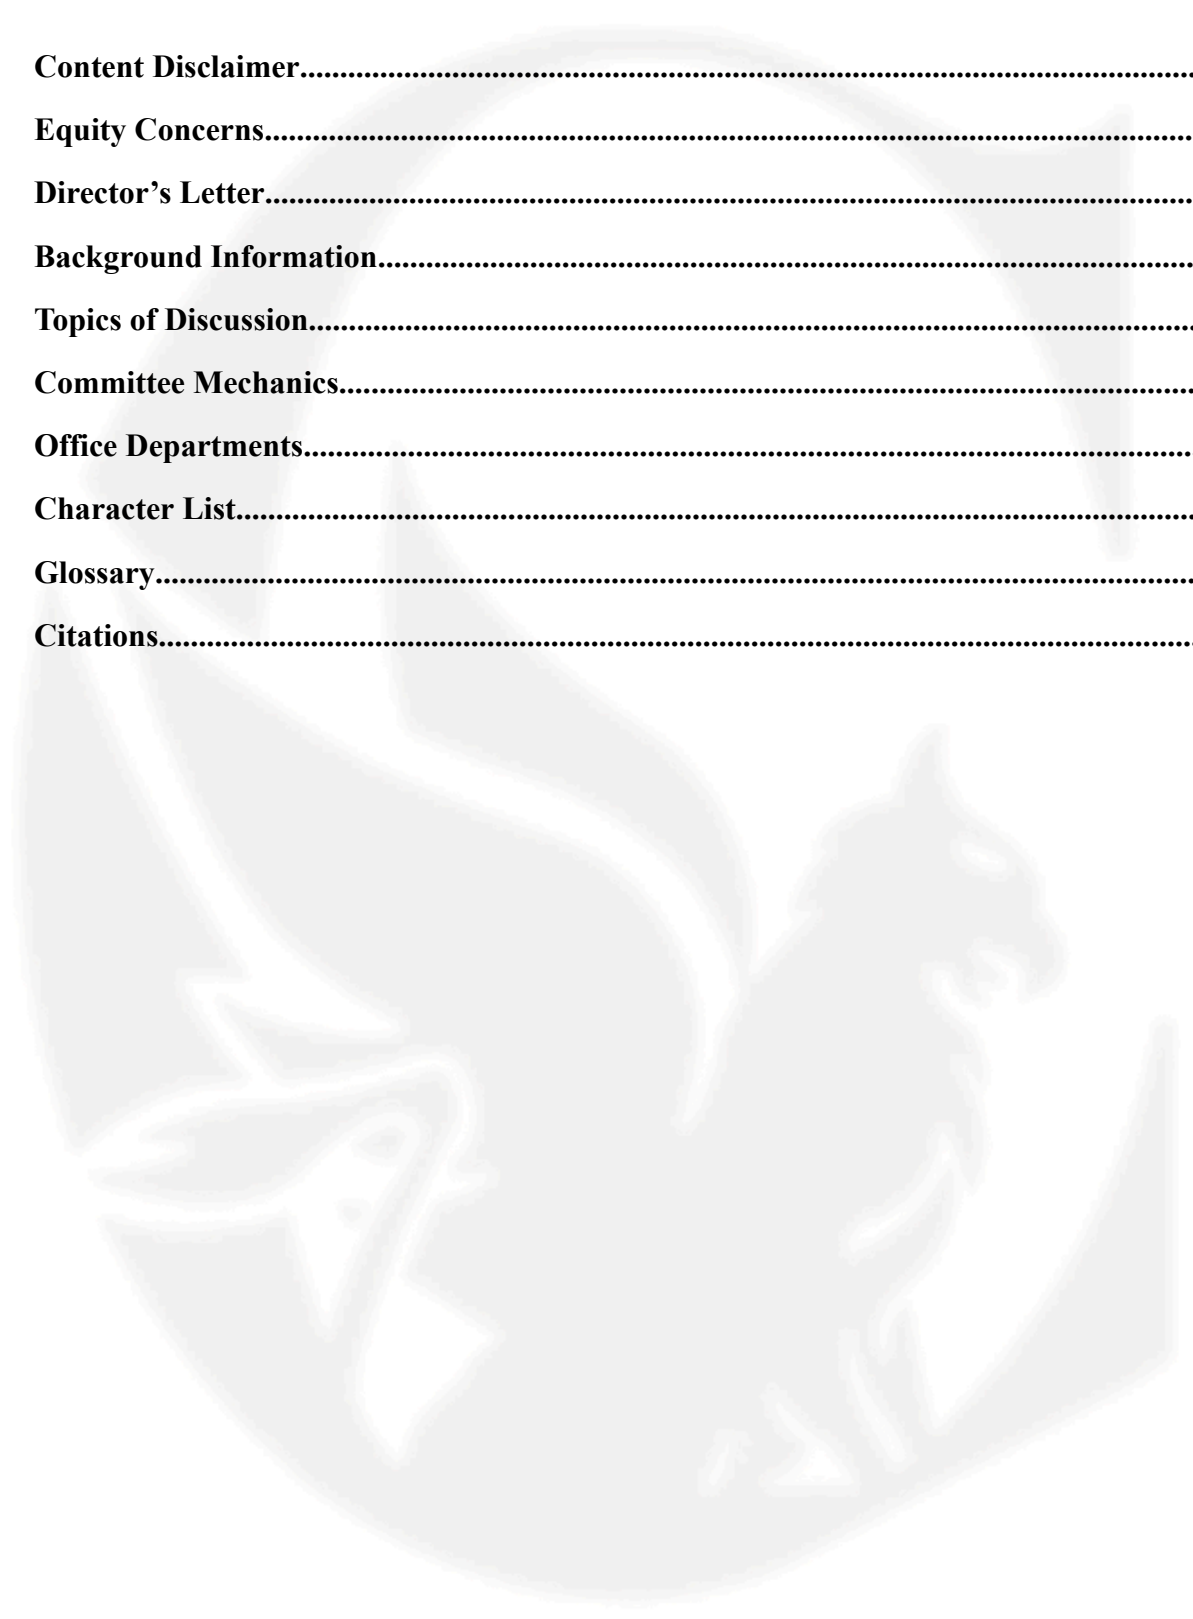 Content Disclaimer....................................................................................................................
Equity Concerns....................................................................................................................
Director’s Letter....................................................................................................................
Background Information......................................................................................................
Topics of Discussion..............................................................................................................
Committee Mechanics..........................................................................................................
Office Departments...............................................................................................................
Character List.......................................................................................................................
Glossary.................................................................................................................................
Citations.................................................................................................................................